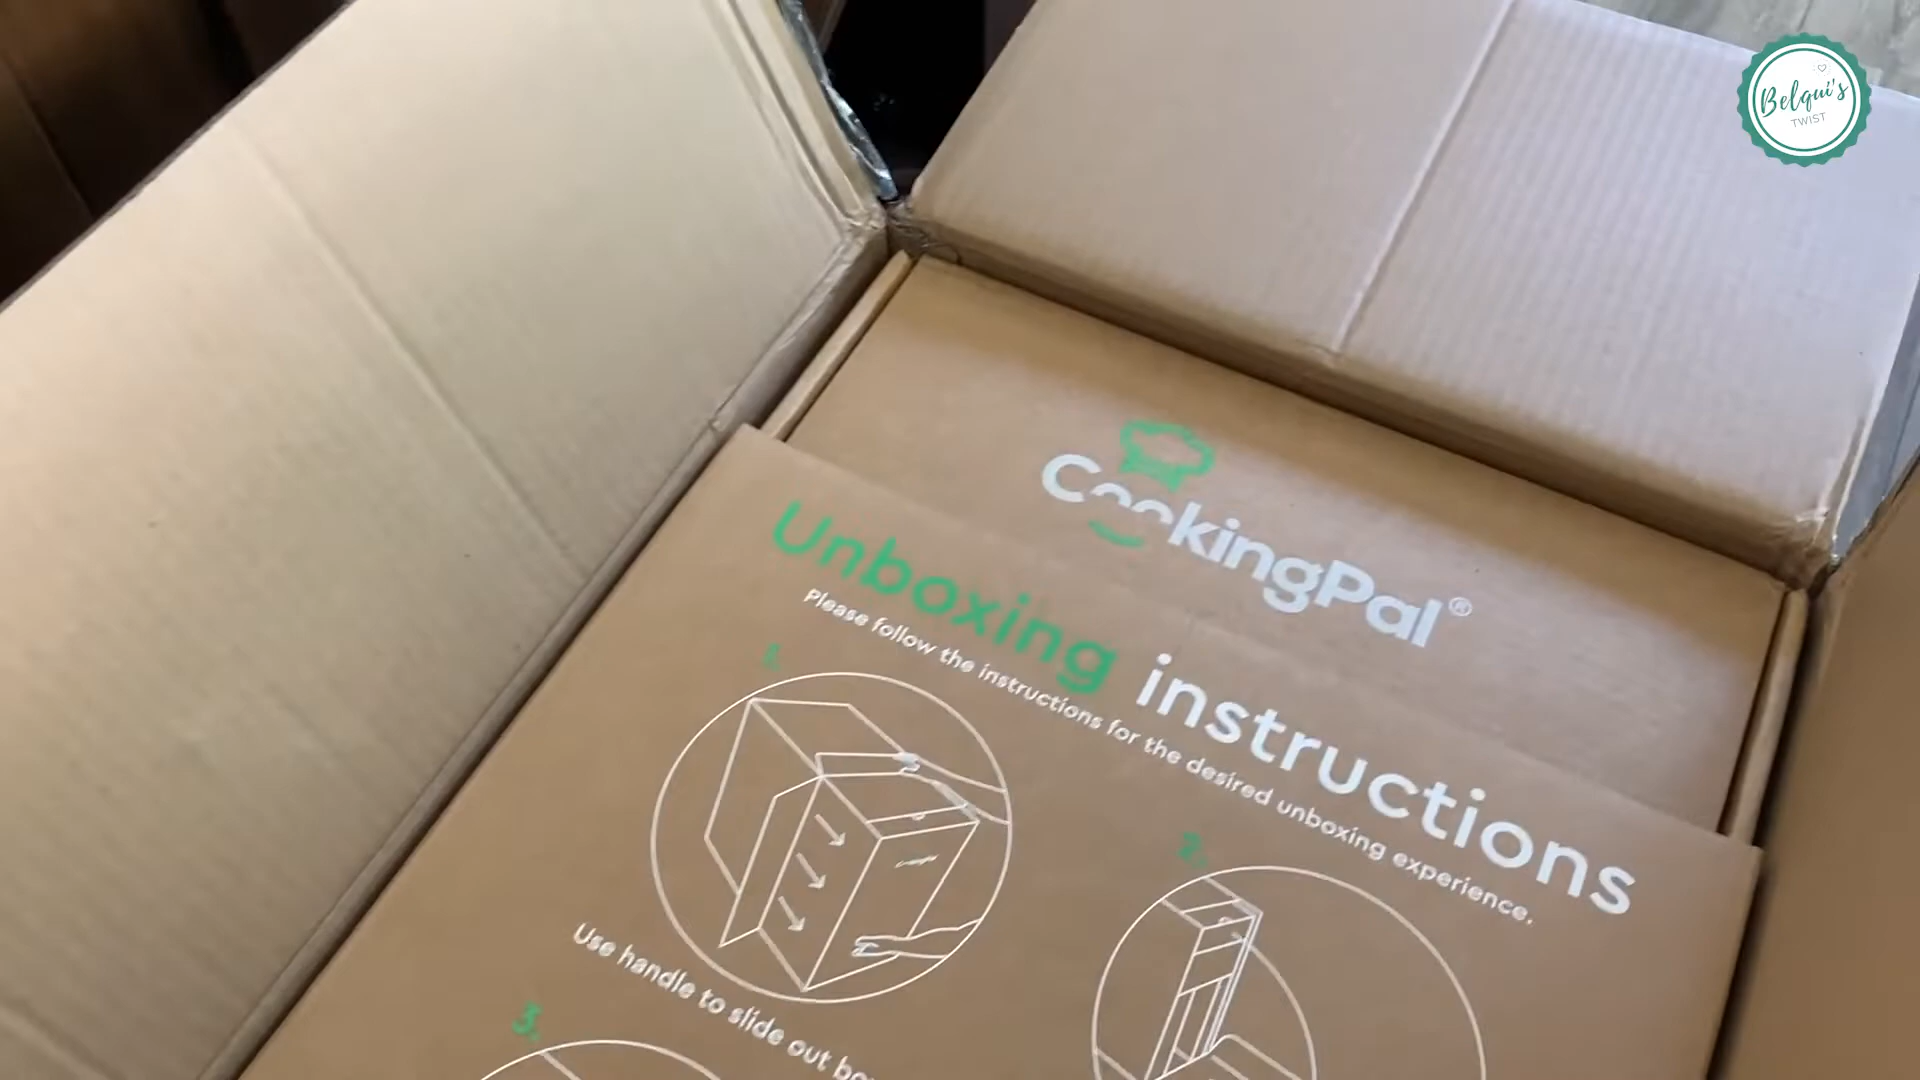 Belqui's
TWIST
CookingPal®
Unboxing instructions
Please follow the instructions for the desired unboxing experience.
1.
2.
Use handle to slide out
3.